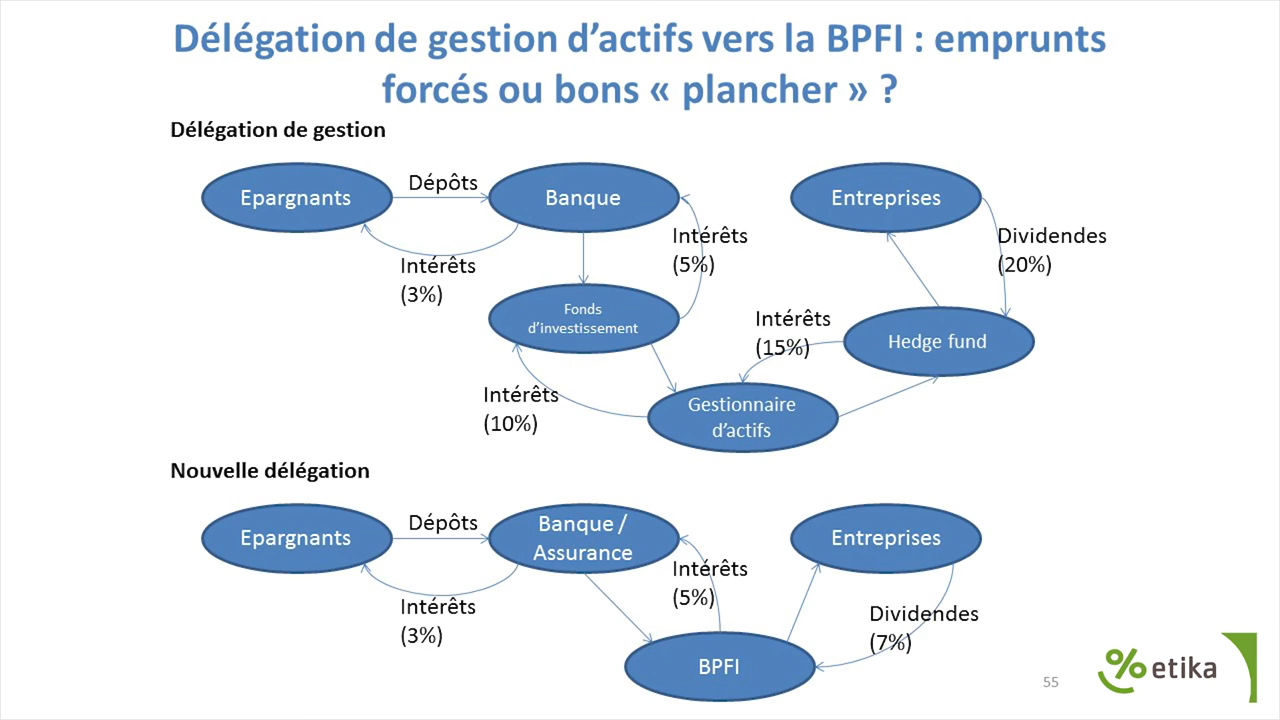 Délégation de gestion d’actifs vers la BPFI : emprunts
forcés ou bons « plancher » ?
Délégation de gestion
Epargnants
Dépôts
Banque
Entreprises
Intérêts
(3%)
Intérêts
(5%)
Dividendes
(20%)
Fonds
d’investissement
Intérêts
(15%)
Hedge fund
Intérêts
(10%)
Gestionnaire
d’actifs
Nouvelle délégation
Epargnants
Dépôts
Banque /
Assurance
Entreprises
Intérêts
(3%)
Intérêts
(5%)
Dividendes
(7%)
BPFI
55
% etika